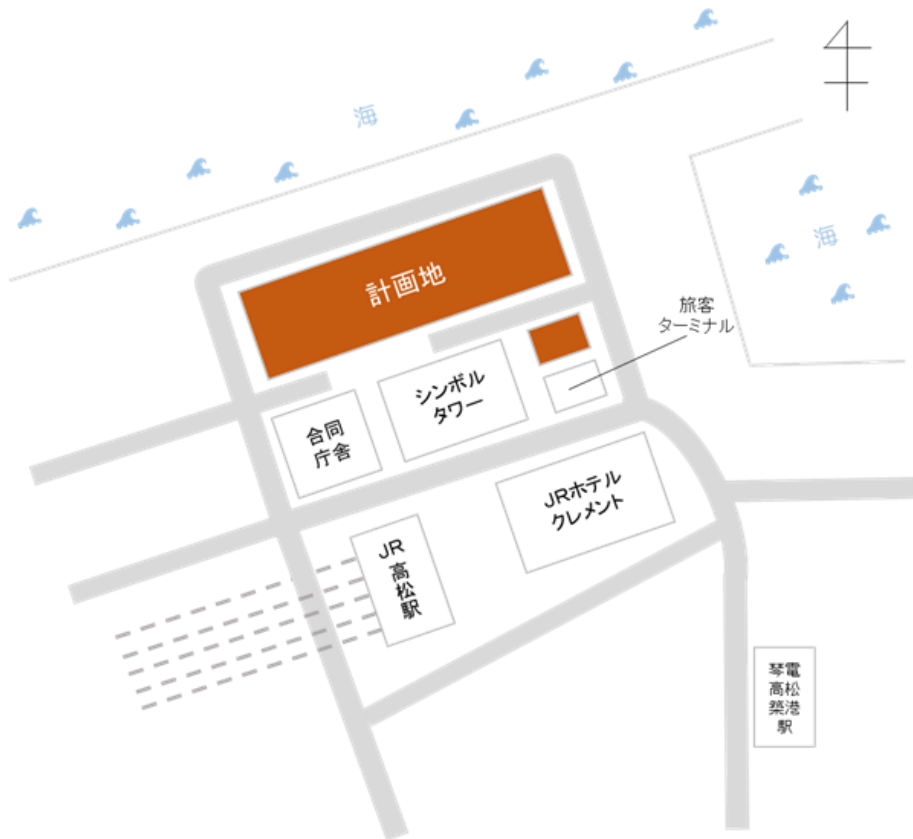 海
海
計画地
旅客
ターミナル
シンボル
タワー
合同
庁舎
JRホテル
クレメント
JR
高松駅
琴電
高松
築港
駅